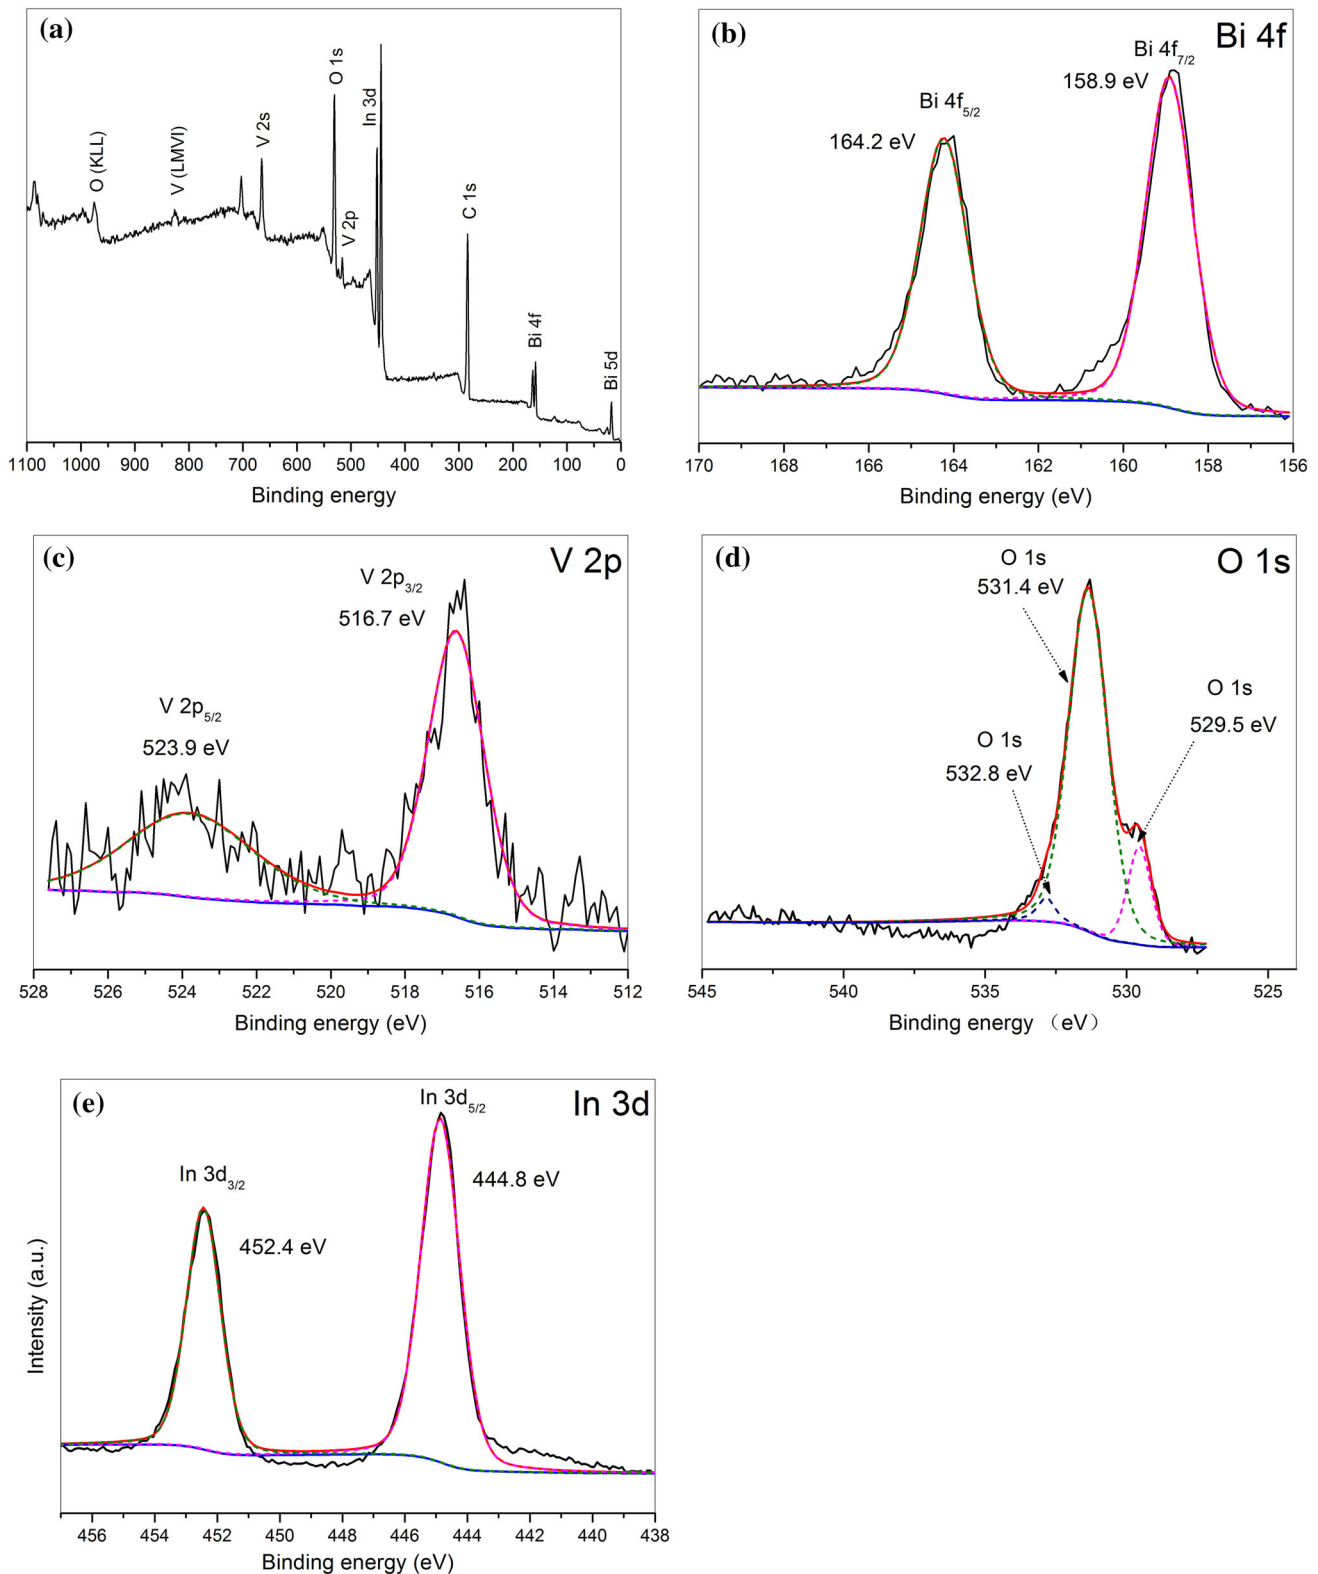 (a)
O (KLL)
V (LMVI)
V 2s
O 1s
V 2p
In 3d
C 1s
Bi 4f
Bi 5d
1100 1000 900 800 700 600 500 400 300 200 100 0
Binding energy
(b)
Bi 4f
Bi 4f7/2
158.9 eV
Bi 4f5/2
164.2 eV
170 168 166 164 162 160 158 156
Binding energy (eV)
(c)
V 2p
V 2p3/2
516.7 eV
V 2p5/2
523.9 eV
528 526 524 522 520 518 516 514 512
Binding energy (eV)
(d)
O 1s
O 1s
531.4 eV
O 1s
529.5 eV
O 1s
532.8 eV
545 540 535 530 525
Binding energy （eV）
(e)
In 3d
In 3d5/2
444.8 eV
In 3d3/2
452.4 eV
Intensity (a.u.)
456 454 452 450 448 446 444 442 440 438
Binding energy (eV)